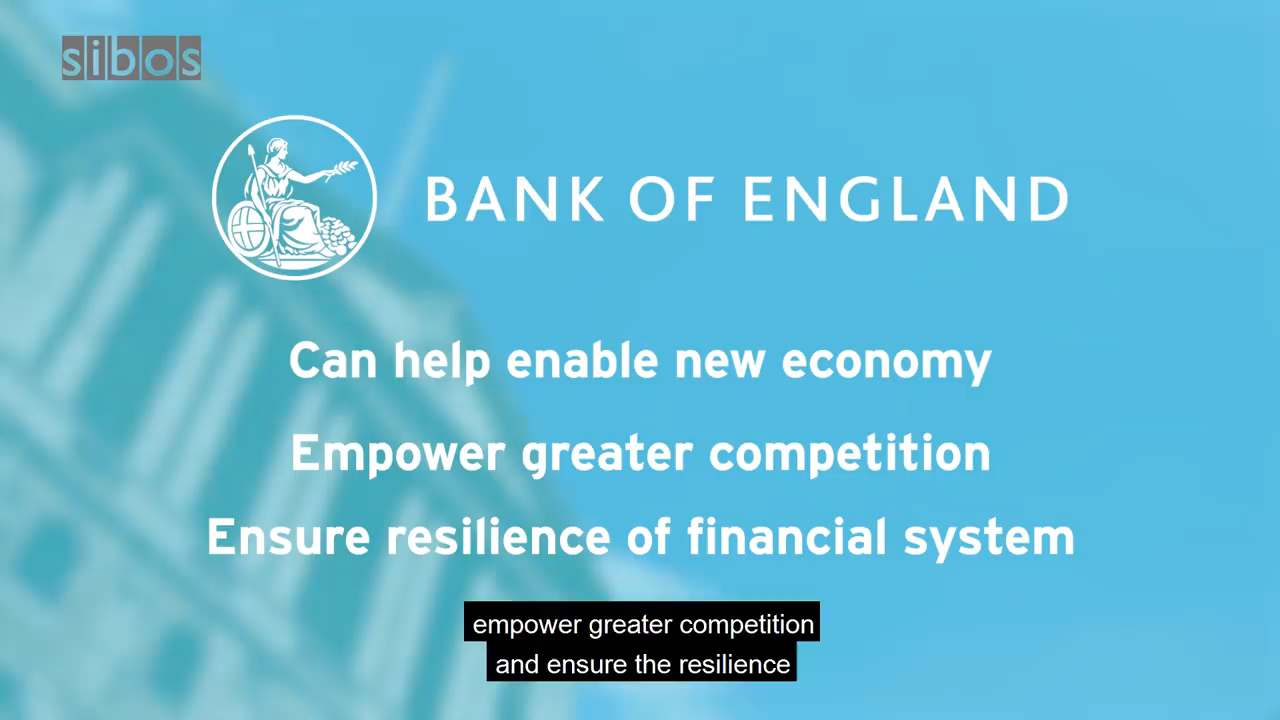 sibos
BANK OF ENGLAND
Can help enable new economy
Empower greater competition
Ensure resilience of financial system
empower greater competition
and ensure the resilience